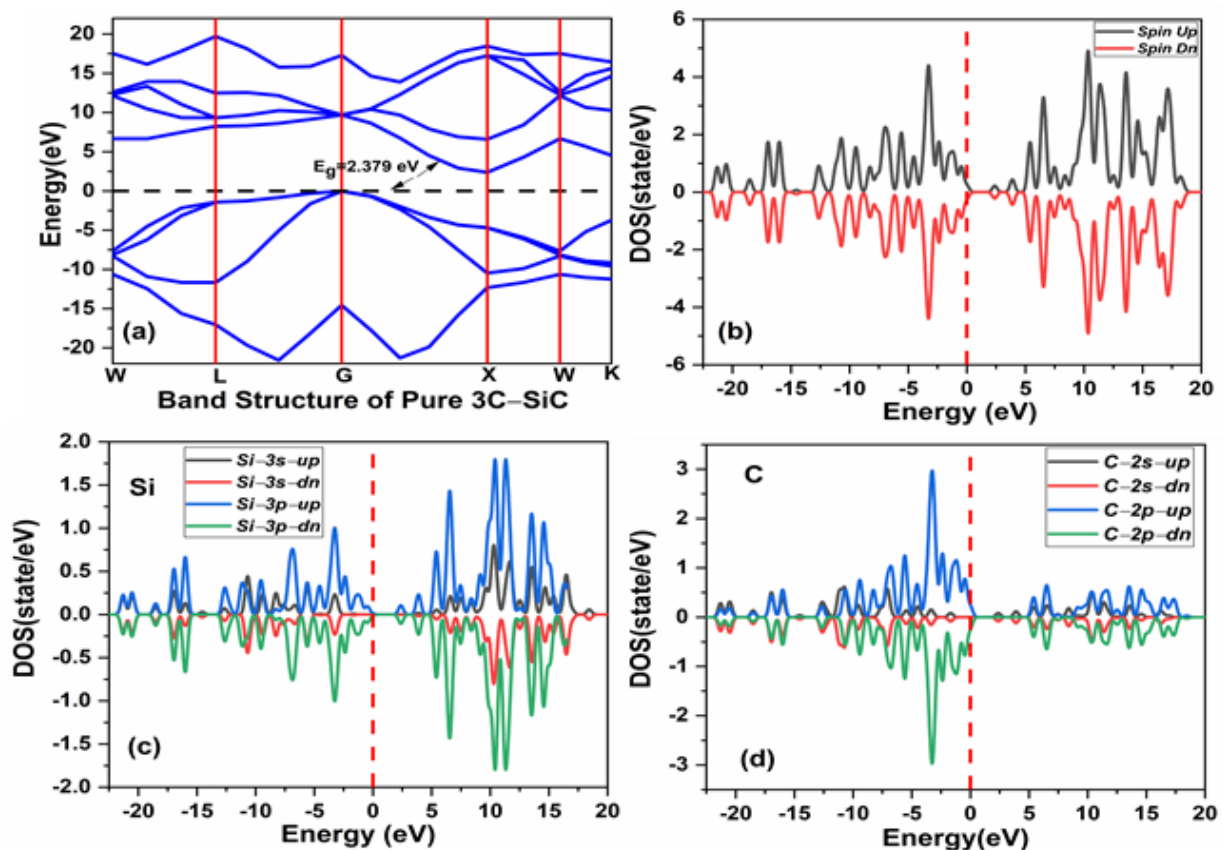 20
15
10
5
0
-5
-10
-15
-20
Energy(eV)
E_g=2.379 eV
(a)
W L G X W K
Band Structure of Pure 3C–SiC
6
4
2
0
-2
-4
-6
DOS(state/eV)
Spin Up
Spin Dn
(b)
-20 -15 -10 -5 0 5 10 15 20
Energy (eV)
2.0
1.5
1.0
0.5
0.0
-0.5
-1.0
-1.5
-2.0
DOS(state/eV)
Si
Si–3s–up
Si–3s–dn
Si–3p–up
Si–3p–dn
(c)
-20 -15 -10 -5 0 5 10 15 20
Energy (eV)
3
2
1
0
-1
-2
-3
DOS(state/eV)
C
C–2s–up
C–2s–dn
C–2p–up
C–2p–dn
(d)
-20 -15 -10 -5 0 5 10 15 20
Energy(eV)